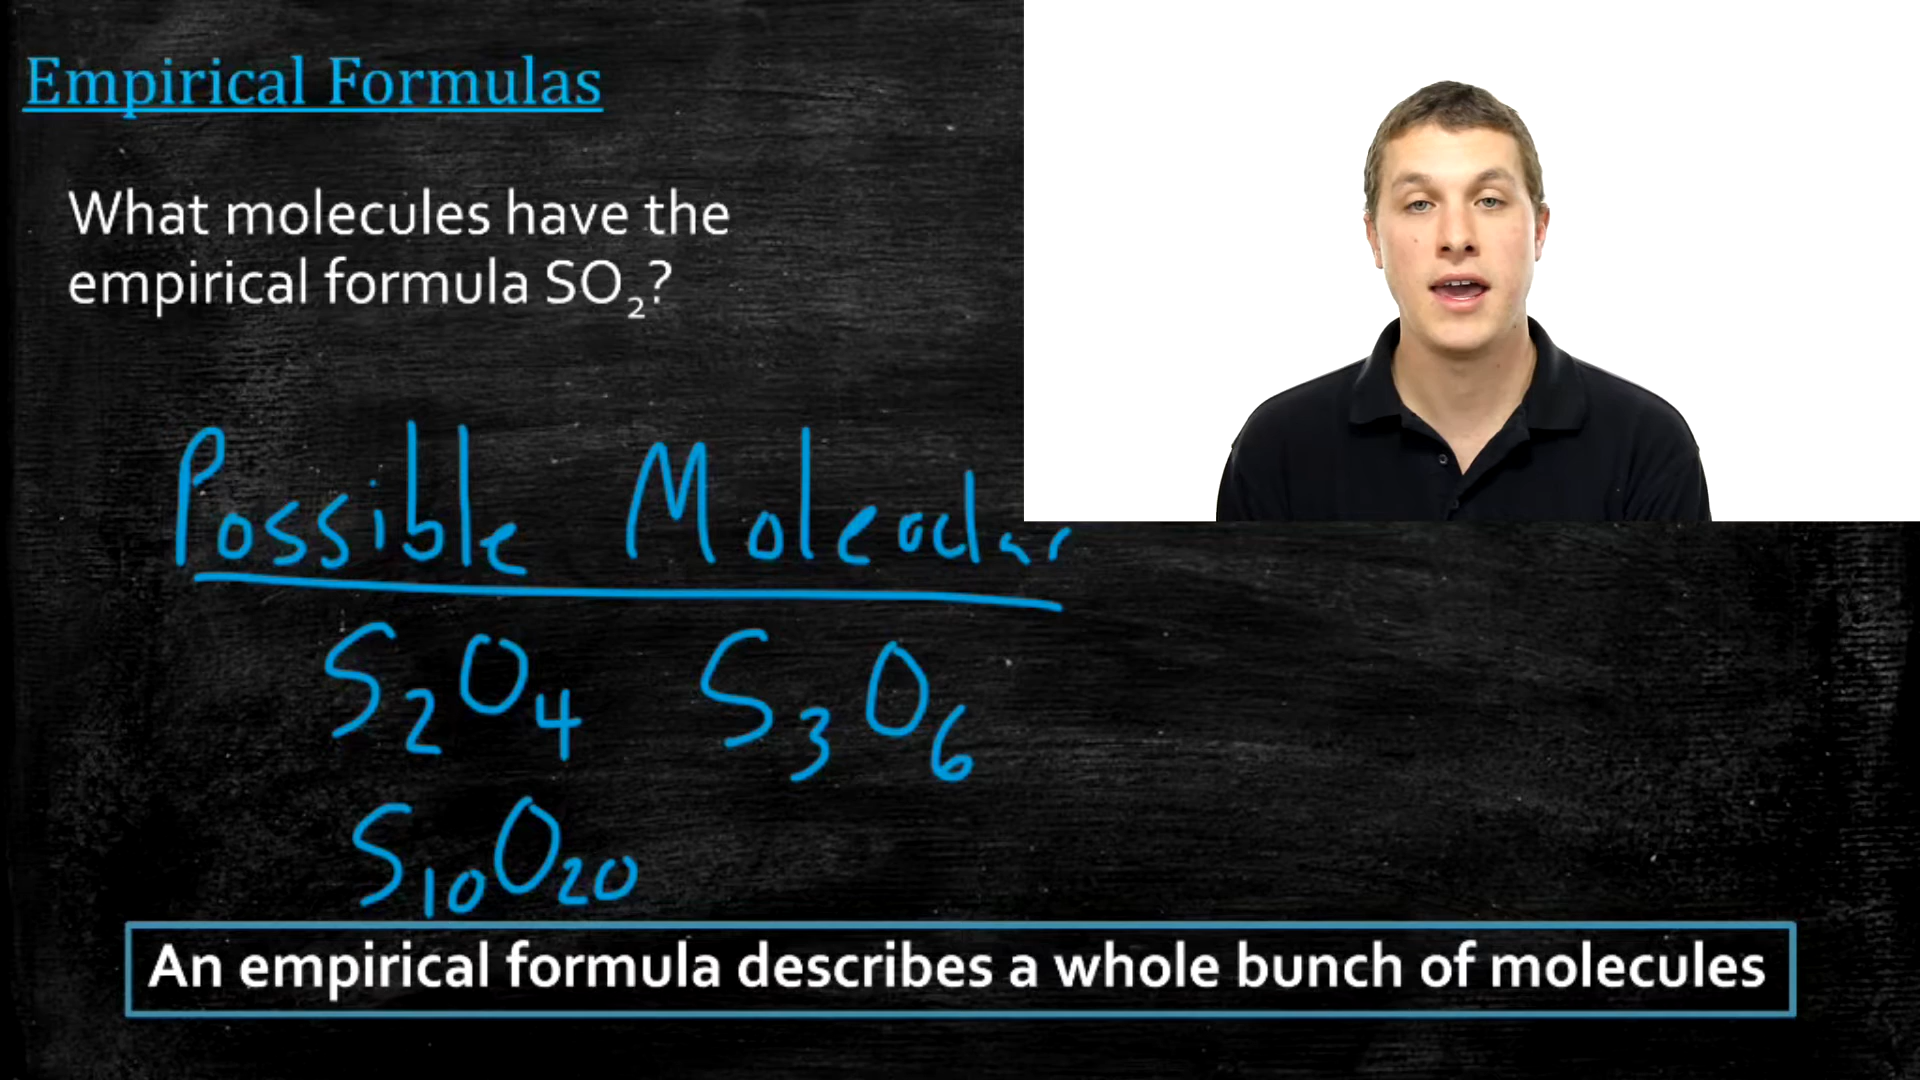 Empirical Formulas
What molecules have the
empirical formula SO₂?
Possible Molecular
S₂O₄ S₃O₆
S₁₀O₂₀
An empirical formula describes a whole bunch of molecules